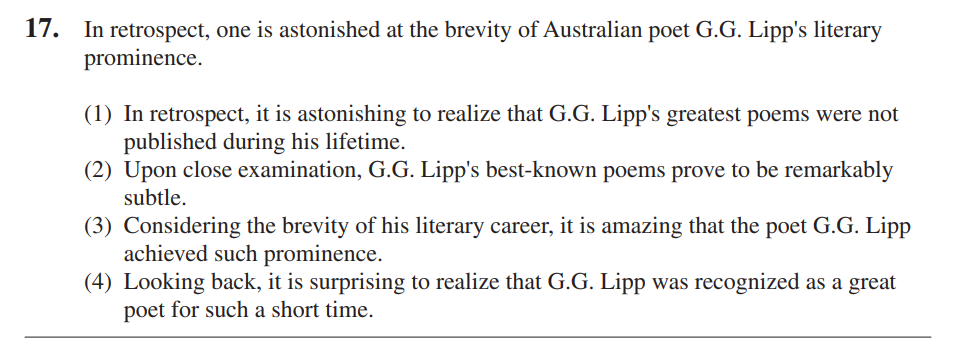 17. In retrospect, one is astonished at the brevity of Australian poet G.G. Lipp's literary
prominence.
(1) In retrospect, it is astonishing to realize that G.G. Lipp's greatest poems were not
published during his lifetime.
(2) Upon close examination, G.G. Lipp's best-known poems prove to be remarkably
subtle.
(3) Considering the brevity of his literary career, it is amazing that the poet G.G. Lipp
achieved such prominence.
(4) Looking back, it is surprising to realize that G.G. Lipp was recognized as a great
poet for such a short time.